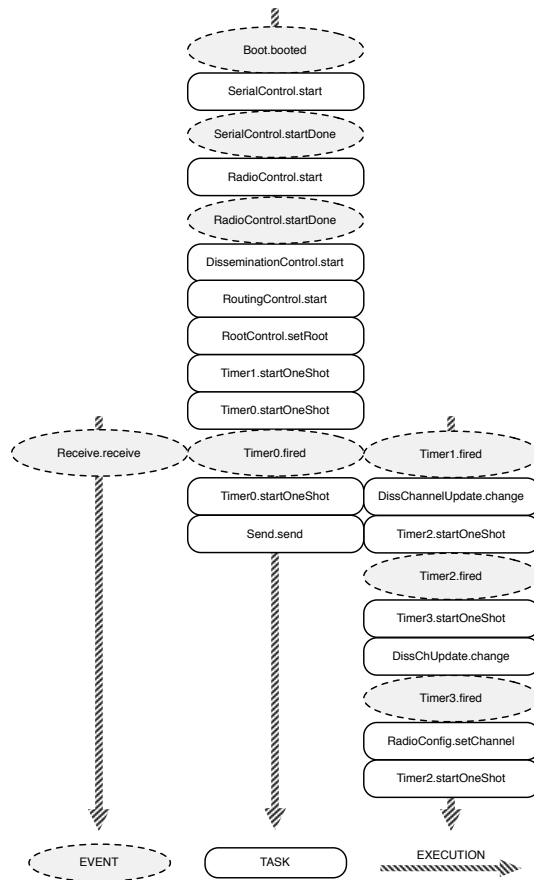 Boot.booted
SerialControl.start
SerialControl.startDone
RadioControl.start
RadioControl.startDone
DisseminationControl.start
RoutingControl.start
RootControl.setRoot
Timer1.startOneShot
Timer0.startOneShot
Receive.receive
Timer0.fired
Timer1.fired
Timer0.startOneShot
DissChannelUpdate.change
Send.send
Timer2.startOneShot
Timer2.fired
Timer3.startOneShot
DissChUpdate.change
Timer3.fired
RadioConfig.setChannel
Timer2.startOneShot
EVENT
TASK
EXECUTION